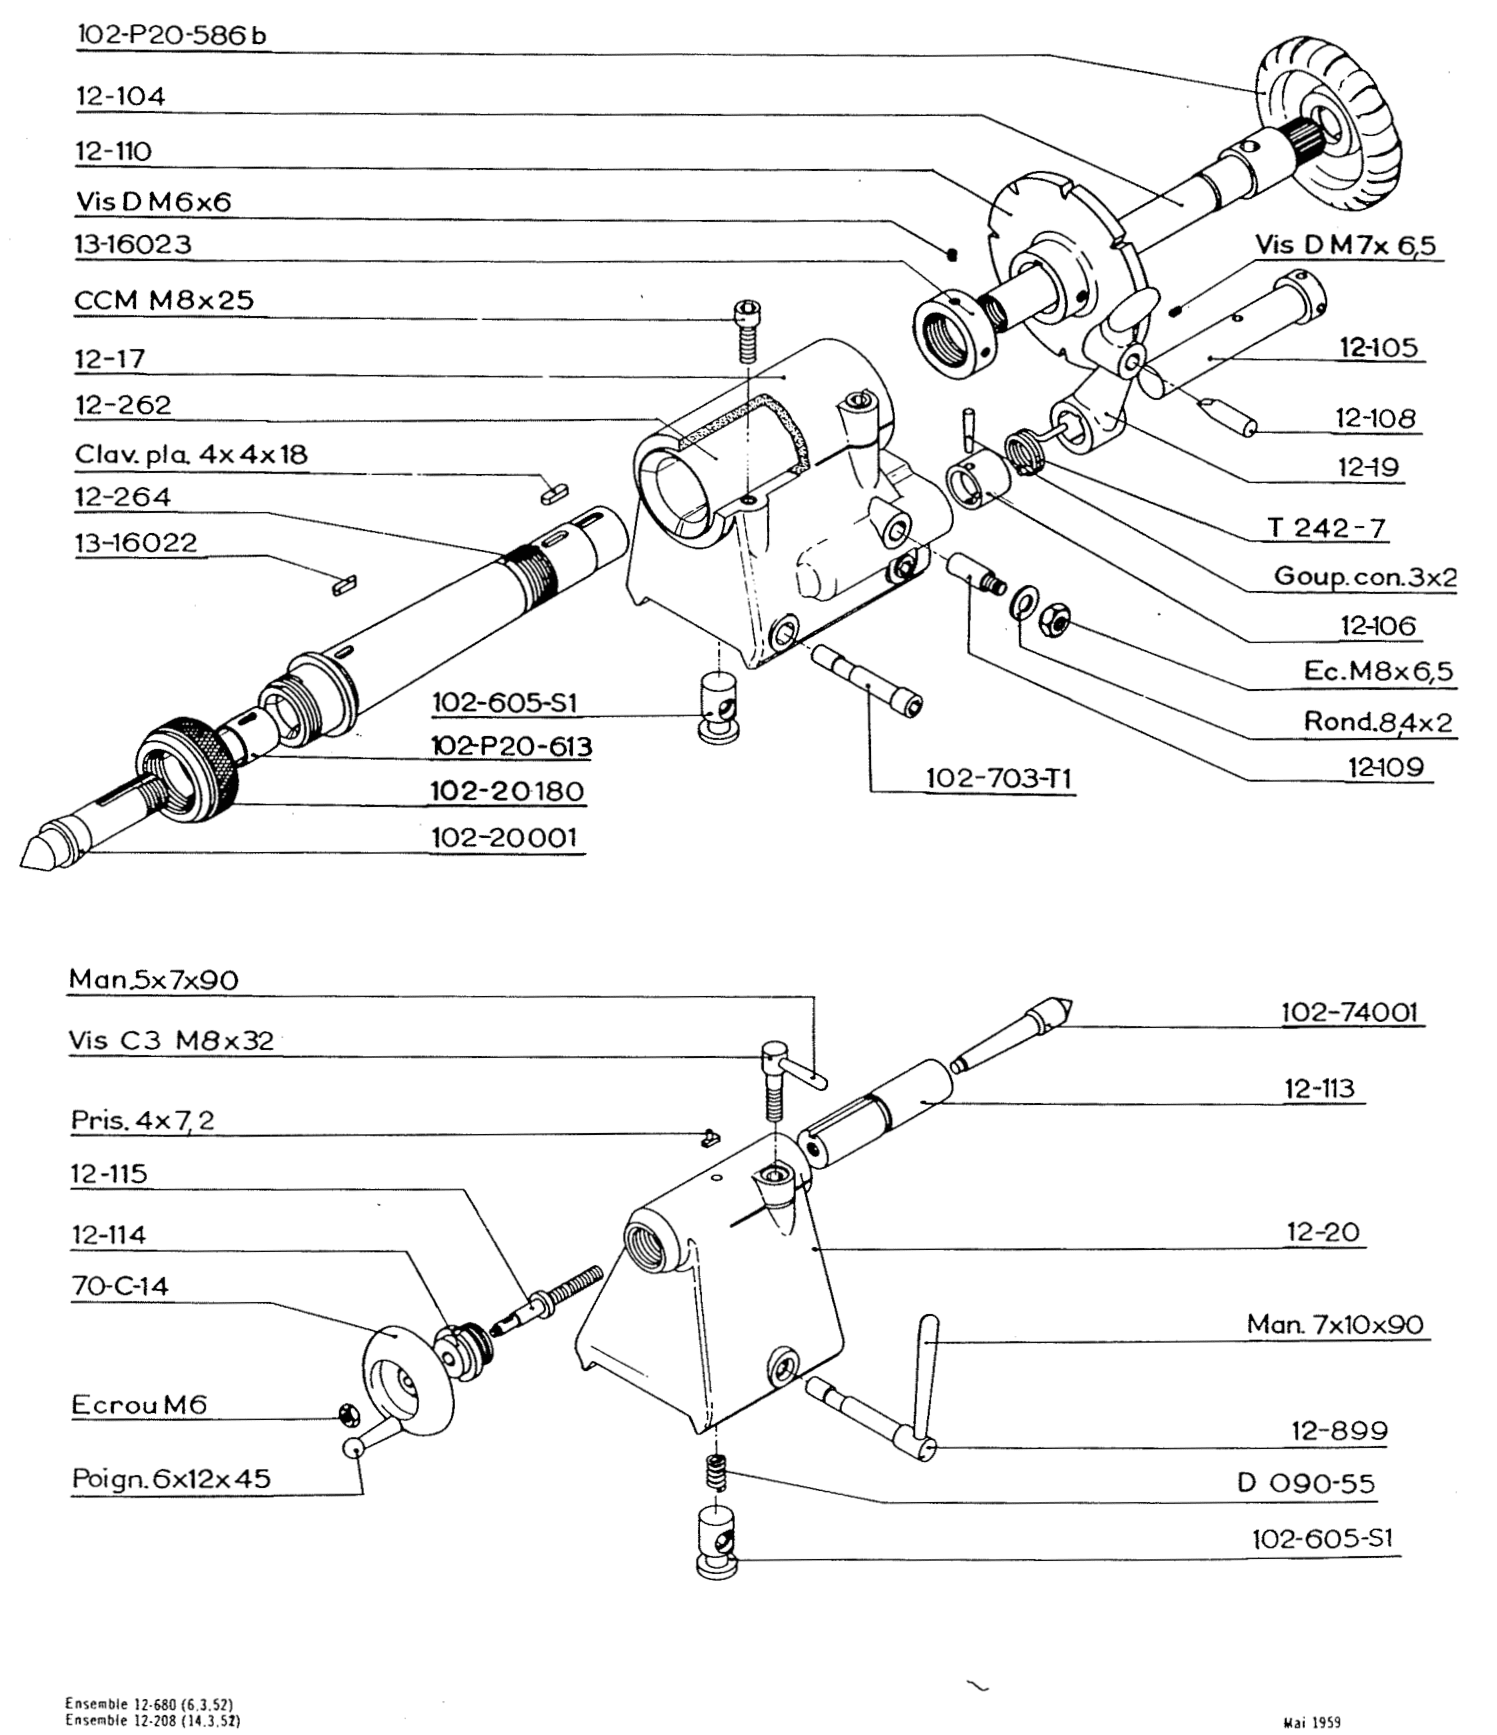 102-P20-586b
12-104
12-110
Vis D M6x6
13-16023
CCM M8x25
12-17
12-262
Clav. pla. 4x4x18
12-264
13-16022
Vis D M7x 6,5
12-105
12-108
12-19
T 242-7
Goup. con. 3x2
12-106
Ec. M8x6,5
Rond. 8,4x2
12-109
102-605-S1
102-P20-613
102-20180
102-20001
102-703-T1
Man. 5x7x90
Vis C3 M8x32
Pris. 4x7,2
12-115
12-114
70-C-14
Ecrou M6
Poign. 6x12x45
102-74001
12-113
12-20
Man. 7x10x90
12-899
D 090-55
102-605-S1
Ensemble 12-680 (6.3.52)
Ensemble 12-208 (14.3.52)
Mai 1959